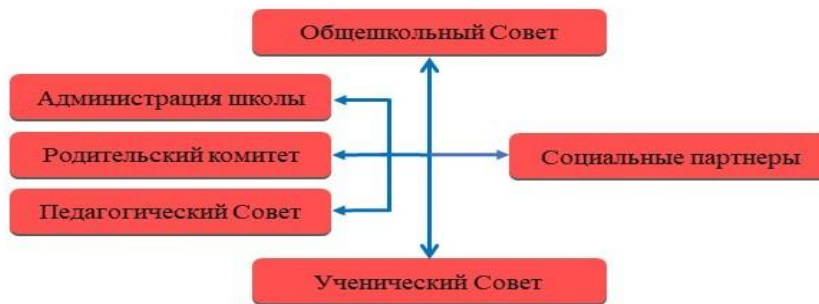 Общешкольный Совет
Администрация школы
Родительский комитет
Социальные партнеры
Педагогический Совет
Ученический Совет